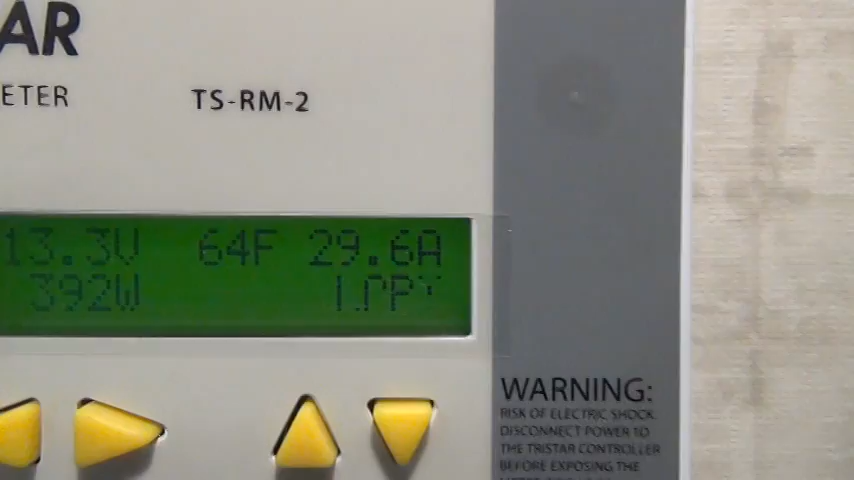 AR
ETER
TS-RM-2
13.3V 64F 29.6A
392W
WARNING:
RISK OF ELECTRIC SHOCK.
DISCONNECT POWER TO
THE TRISTAR CONTROLLER
BEFORE EXPOSING THE